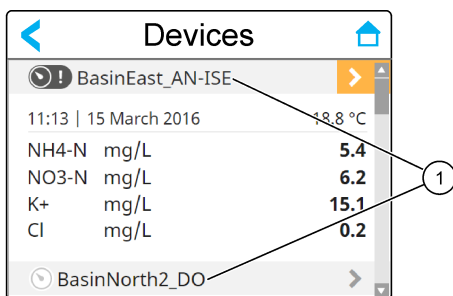 Devices
BasinEast_AN-ISE
11:13 | 15 March 2016 18.8 °C
NH4-N mg/L 5.4
NO3-N mg/L 6.2
K+ mg/L 15.1
Cl mg/L 0.2
1
BasinNorth2_DO